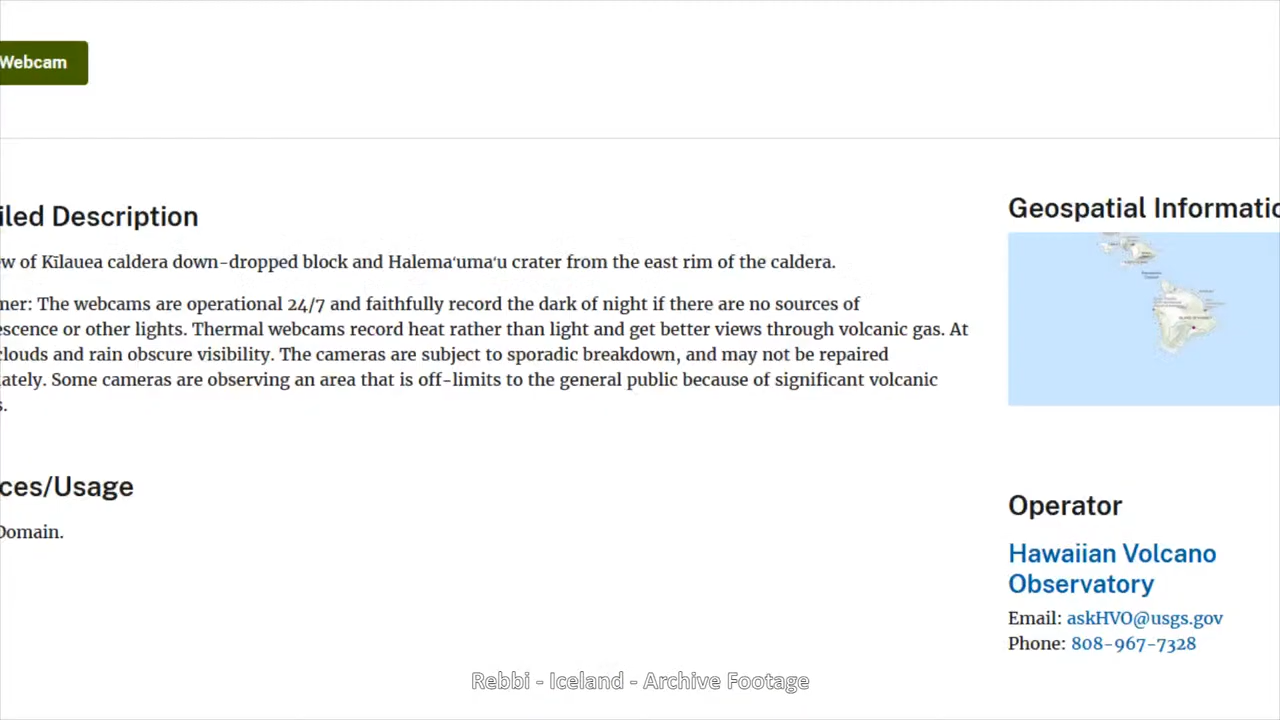 Webcam
iled Description
w of Kīlauea caldera down-dropped block and Halemaʻumaʻu crater from the east rim of the caldera.
mer: The webcams are operational 24/7 and faithfully record the dark of night if there are no sources of
escence or other lights. Thermal webcams record heat rather than light and get better views through volcanic gas. At
clouds and rain obscure visibility. The cameras are subject to sporadic breakdown, and may not be repaired
iately. Some cameras are observing an area that is off-limits to the general public because of significant volcanic
s.
ces/Usage
Domain.
Geospatial Informatio
Operator
Hawaiian Volcano
Observatory
Email: askHVO@usgs.gov
Phone: 808-967-7328
Rebbi - Iceland - Archive Footage